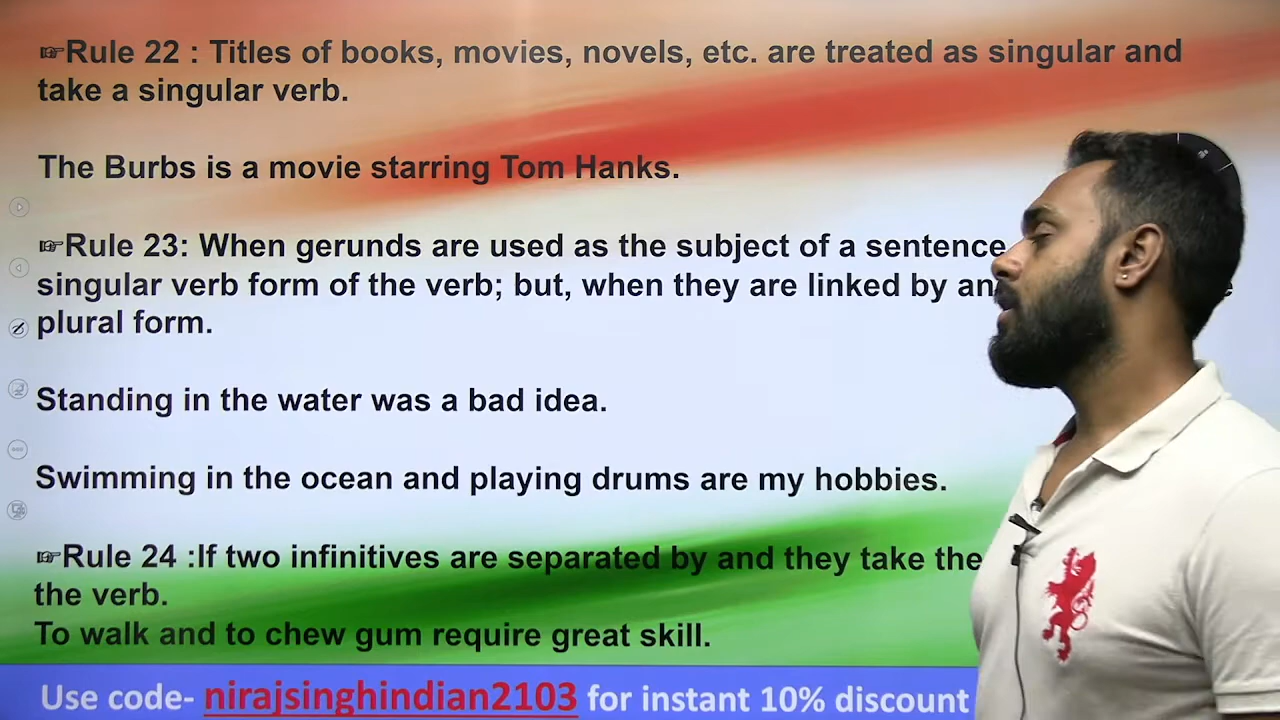 ☞Rule 22 : Titles of books, movies, novels, etc. are treated as singular and
take a singular verb.
The Burbs is a movie starring Tom Hanks.
☞Rule 23: When gerunds are used as the subject of a sentence
singular verb form of the verb; but, when they are linked by
plural form.
Standing in the water was a bad idea.
Swimming in the ocean and playing drums are my hobbies.
☞Rule 24 :If two infinitives are separated by and they take the
the verb.
To walk and to chew gum require great skill.
Use code- nirajsinghindian2103 for instant 10% discount